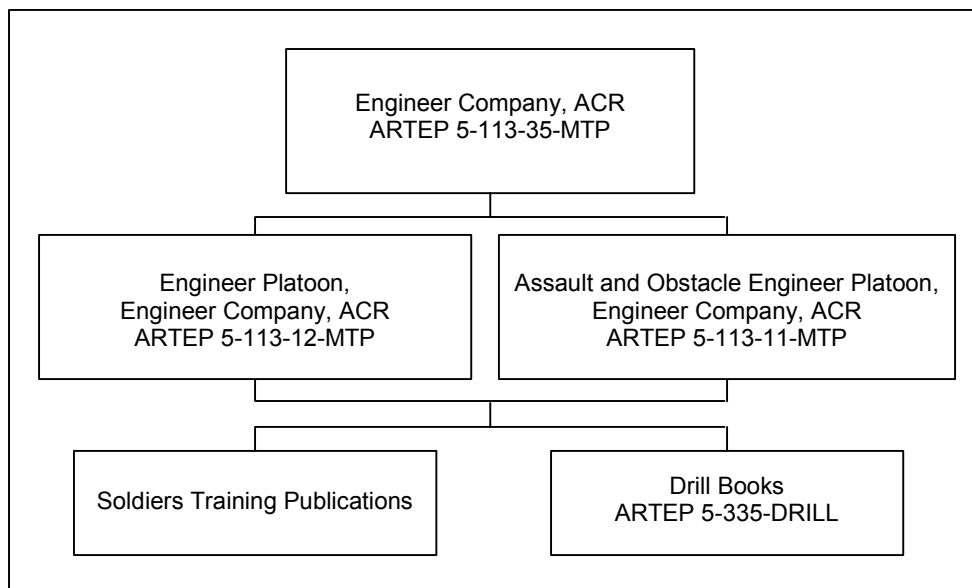 Engineer Company, ACR
ARTEP 5-113-35-MTP
Engineer Platoon,
Engineer Company, ACR
ARTEP 5-113-12-MTP
Assault and Obstacle Engineer Platoon,
Engineer Company, ACR
ARTEP 5-113-11-MTP
Soldiers Training Publications
Drill Books
ARTEP 5-335-DRILL